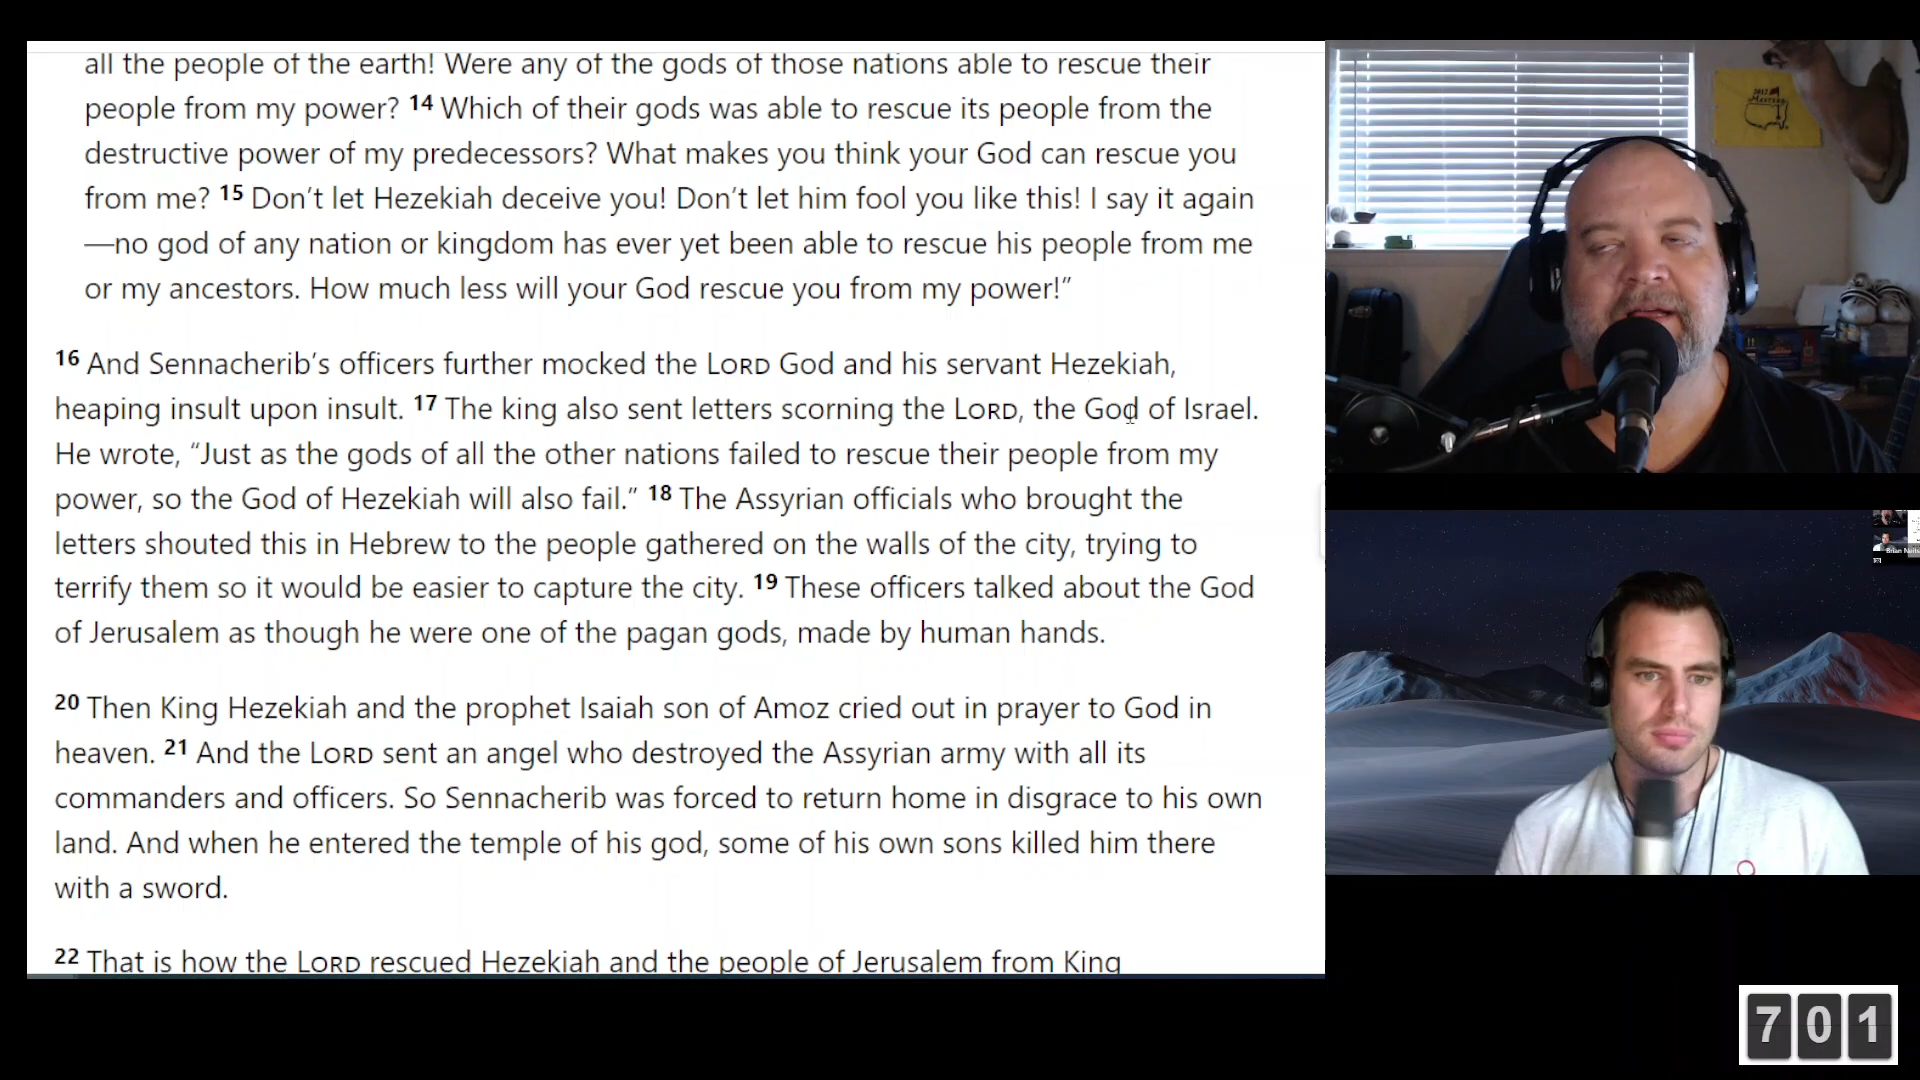 all the people of the earth! Were any of the gods of those nations able to rescue their
people from my power? 14 Which of their gods was able to rescue its people from the
destructive power of my predecessors? What makes you think your God can rescue you
from me? 15 Don’t let Hezekiah deceive you! Don’t let him fool you like this! I say it again
—no god of any nation or kingdom has ever yet been able to rescue his people from me
or my ancestors. How much less will your God rescue you from my power!”
16 And Sennacherib’s officers further mocked the LORD God and his servant Hezekiah,
heaping insult upon insult. 17 The king also sent letters scorning the LORD, the God of Israel.
He wrote, “Just as the gods of all the other nations failed to rescue their people from my
power, so the God of Hezekiah will also fail.” 18 The Assyrian officials who brought the
letters shouted this in Hebrew to the people gathered on the walls of the city, trying to
terrify them so it would be easier to capture the city. 19 These officers talked about the God
of Jerusalem as though he were one of the pagan gods, made by human hands.
20 Then King Hezekiah and the prophet Isaiah son of Amoz cried out in prayer to God in
heaven. 21 And the LORD sent an angel who destroyed the Assyrian army with all its
commanders and officers. So Sennacherib was forced to return home in disgrace to his own
land. And when he entered the temple of his god, some of his own sons killed him there
with a sword.
22 That is how the LORD rescued Hezekiah and the people of Jerusalem from King
MASTERS
Brian
701